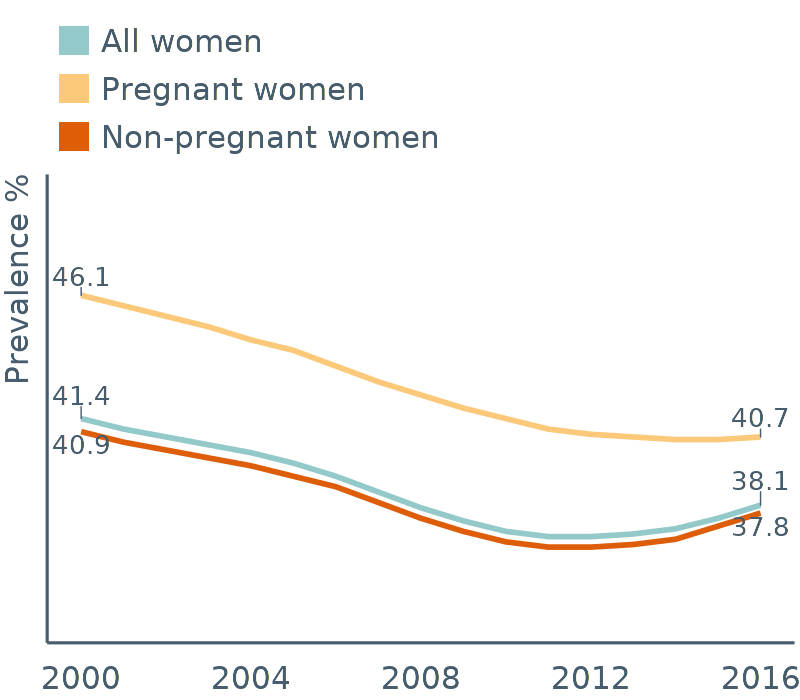 All women
Pregnant women
Non-pregnant women
Prevalence %
46.1
41.4
40.9
40.7
38.1
37.8
2000 2004 2008 2012 2016